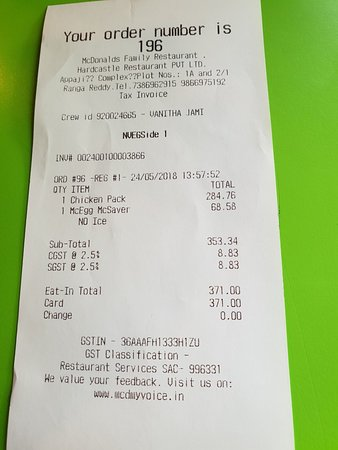 Your order number is
196
McDonalds Family Restaurant .
Hardcastle Restaurant PVT LTD.
Appaji?? Complex??Plot Nos.: 1A and 2/1
Ranga Reddy.Tel.7386962915 9866975192
Tax Invoice
Crew id 920024665 - VANITHA JAMI
NVEGSide 1
INV# 002400100003866
ORD #96 -REG #1- 24/05/2018 13:57:52
QTY ITEM TOTAL
1 Chicken Pack 284.76
1 McEgg McSaver 68.58
NO Ice
Sub-Total 353.34
CGST @ 2.5% 8.83
SGST @ 2.5% 8.83
Eat-In Total 371.00
Card 371.00
Change 0.00
GSTIN - 36AAAFH1333H1ZU
GST Classification -
Restaurant Services SAC- 996331
We value your feedback. Visit us on:
www.mcdmyvoice.in